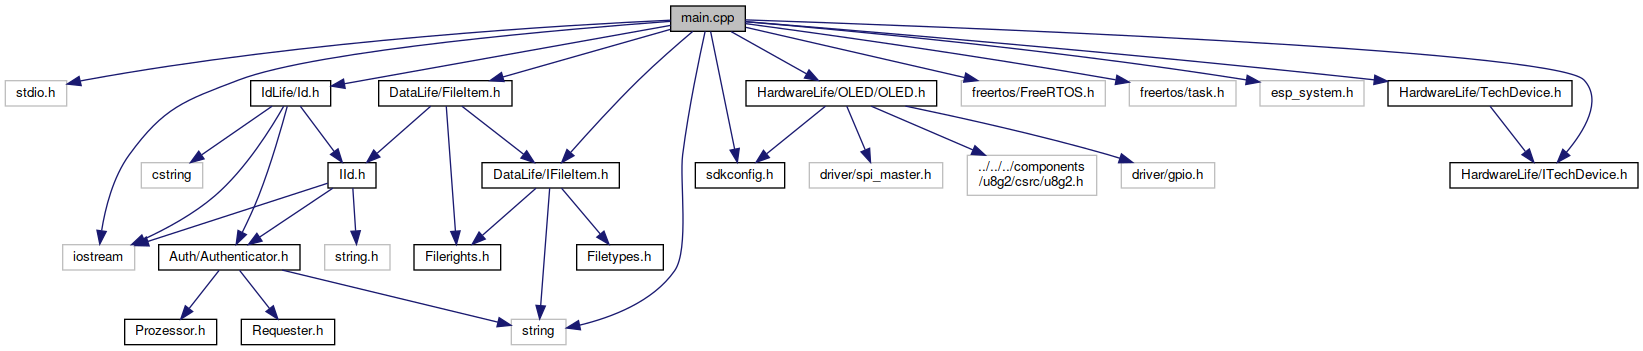 main.cpp
stdio.h
IdLife/Id.h
DataLife/FileItem.h
HardwareLife/OLED/OLED.h
freertos/FreeRTOS.h
freertos/task.h
esp_system.h
HardwareLife/TechDevice.h
cstring
IId.h
DataLife/IFileItem.h
sdkconfig.h
driver/spi_master.h
../../../components
/u8g2/csrc/u8g2.h
driver/gpio.h
HardwareLife/ITechDevice.h
iostream
Auth/Authenticator.h
string.h
Filerights.h
Filetypes.h
Prozessor.h
Requester.h
string